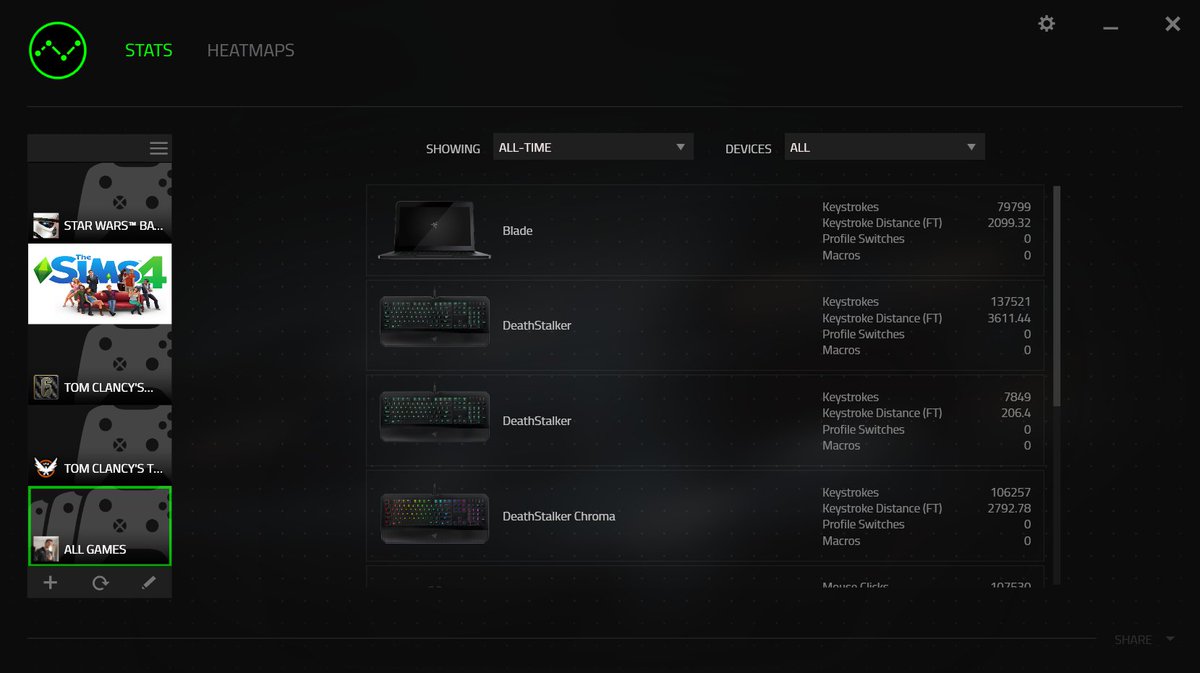 STATS
HEATMAPS
SHOWING
ALL-TIME
DEVICES
ALL
STAR WARS™ BA...
The SIMS 4
TOM CLANCY'S...
TOM CLANCY'S T...
ALL GAMES
Blade
Keystrokes 79799
Keystroke Distance (FT) 2099.32
Profile Switches 0
Macros 0
DeathStalker
Keystrokes 137521
Keystroke Distance (FT) 3611.44
Profile Switches 0
Macros 0
DeathStalker
Keystrokes 7849
Keystroke Distance (FT) 206.4
Profile Switches 0
Macros 0
DeathStalker Chroma
Keystrokes 106257
Keystroke Distance (FT) 2792.78
Profile Switches 0
Macros 0
Mouse Clicks 107530
SHARE